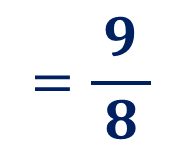 = 9/8